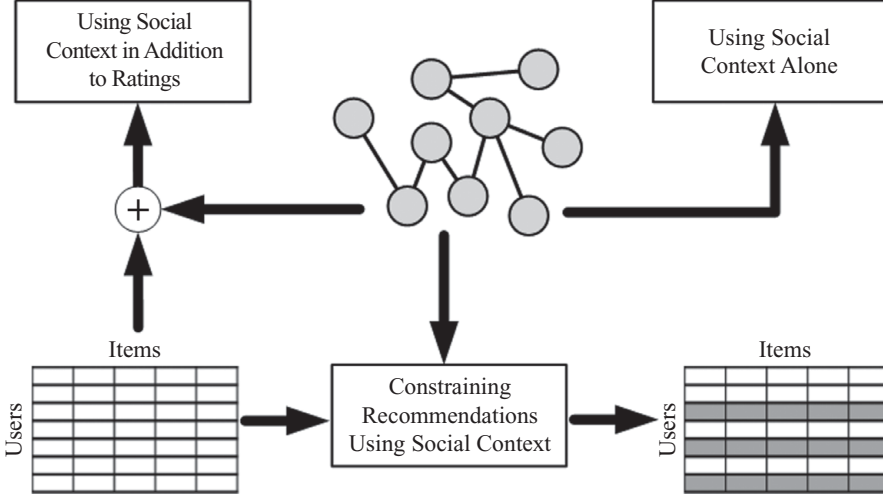 Using Social
Context in Addition
to Ratings
Using Social
Context Alone
+
Items
Users
Constraining
Recommendations
Using Social Context
Items
Users